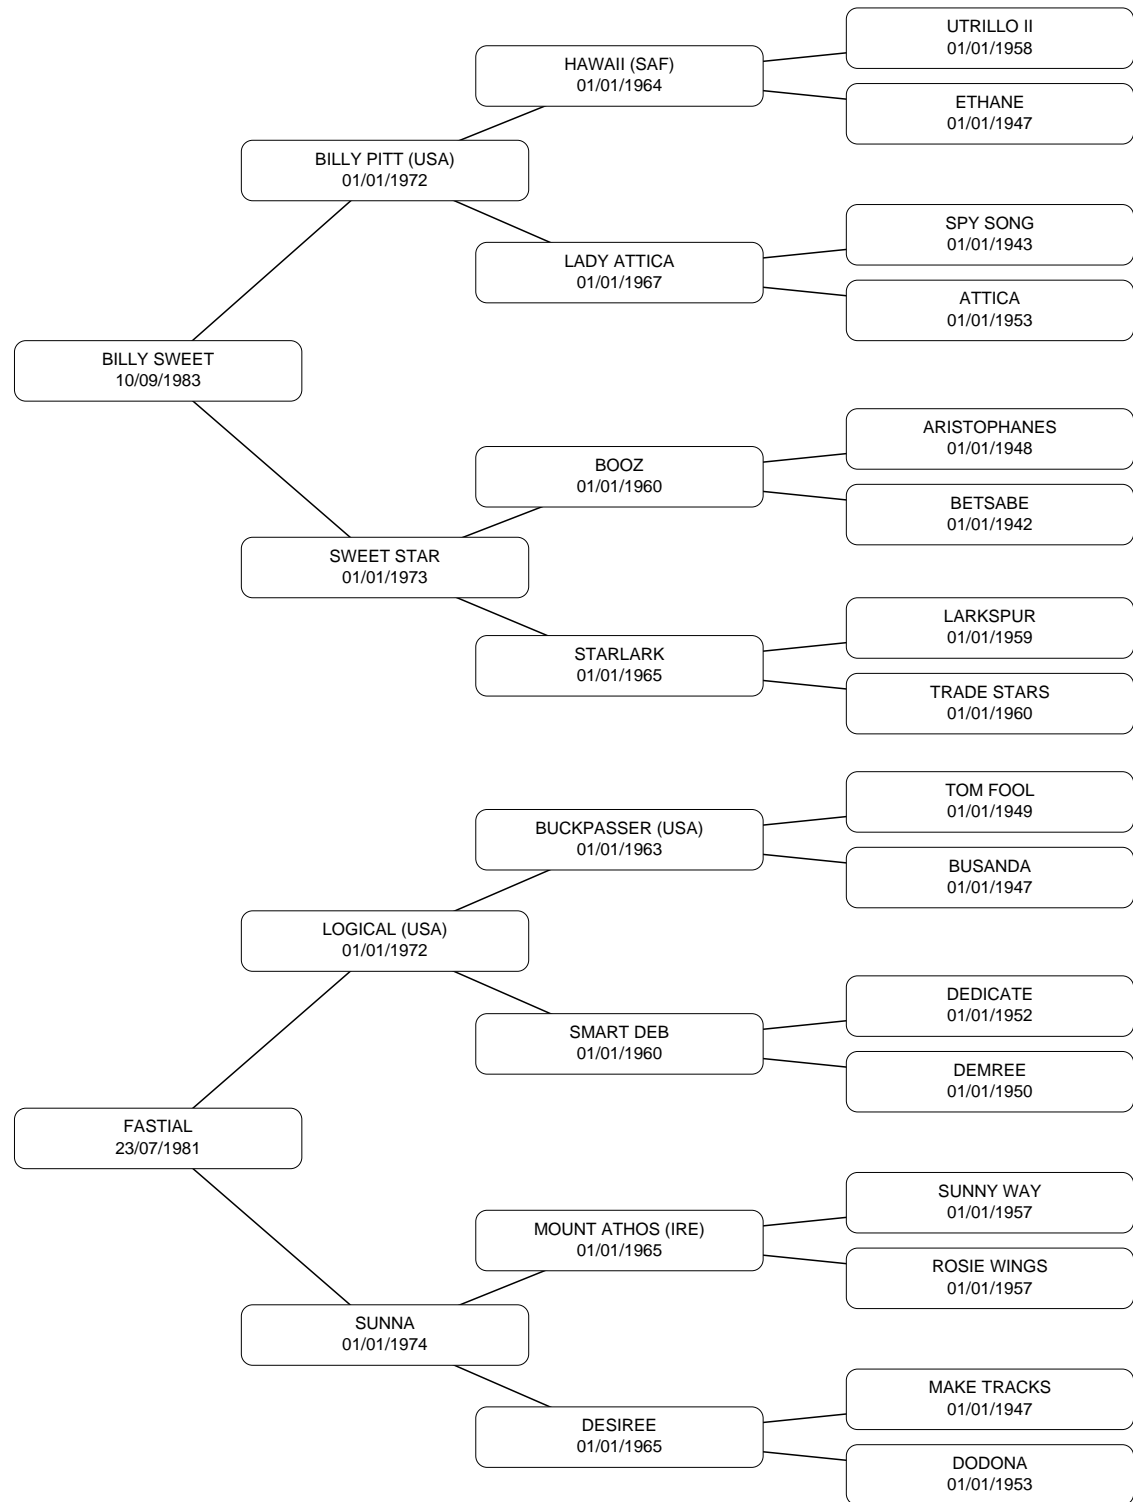 UTRILLO II
01/01/1958
HAWAII (SAF)
01/01/1964
ETHANE
01/01/1947
BILLY PITT (USA)
01/01/1972
SPY SONG
01/01/1943
LADY ATTICA
01/01/1967
ATTICA
01/01/1953
BILLY SWEET
10/09/1983
ARISTOPHANES
01/01/1948
BOOZ
01/01/1960
BETSABE
01/01/1942
SWEET STAR
01/01/1973
LARKSPUR
01/01/1959
STARLARK
01/01/1965
TRADE STARS
01/01/1960
TOM FOOL
01/01/1949
BUCKPASSER (USA)
01/01/1963
BUSANDA
01/01/1947
LOGICAL (USA)
01/01/1972
DEDICATE
01/01/1952
SMART DEB
01/01/1960
DEMREE
01/01/1950
FASTIAL
23/07/1981
SUNNY WAY
01/01/1957
MOUNT ATHOS (IRE)
01/01/1965
ROSIE WINGS
01/01/1957
SUNNA
01/01/1974
MAKE TRACKS
01/01/1947
DESIREE
01/01/1965
DODONA
01/01/1953